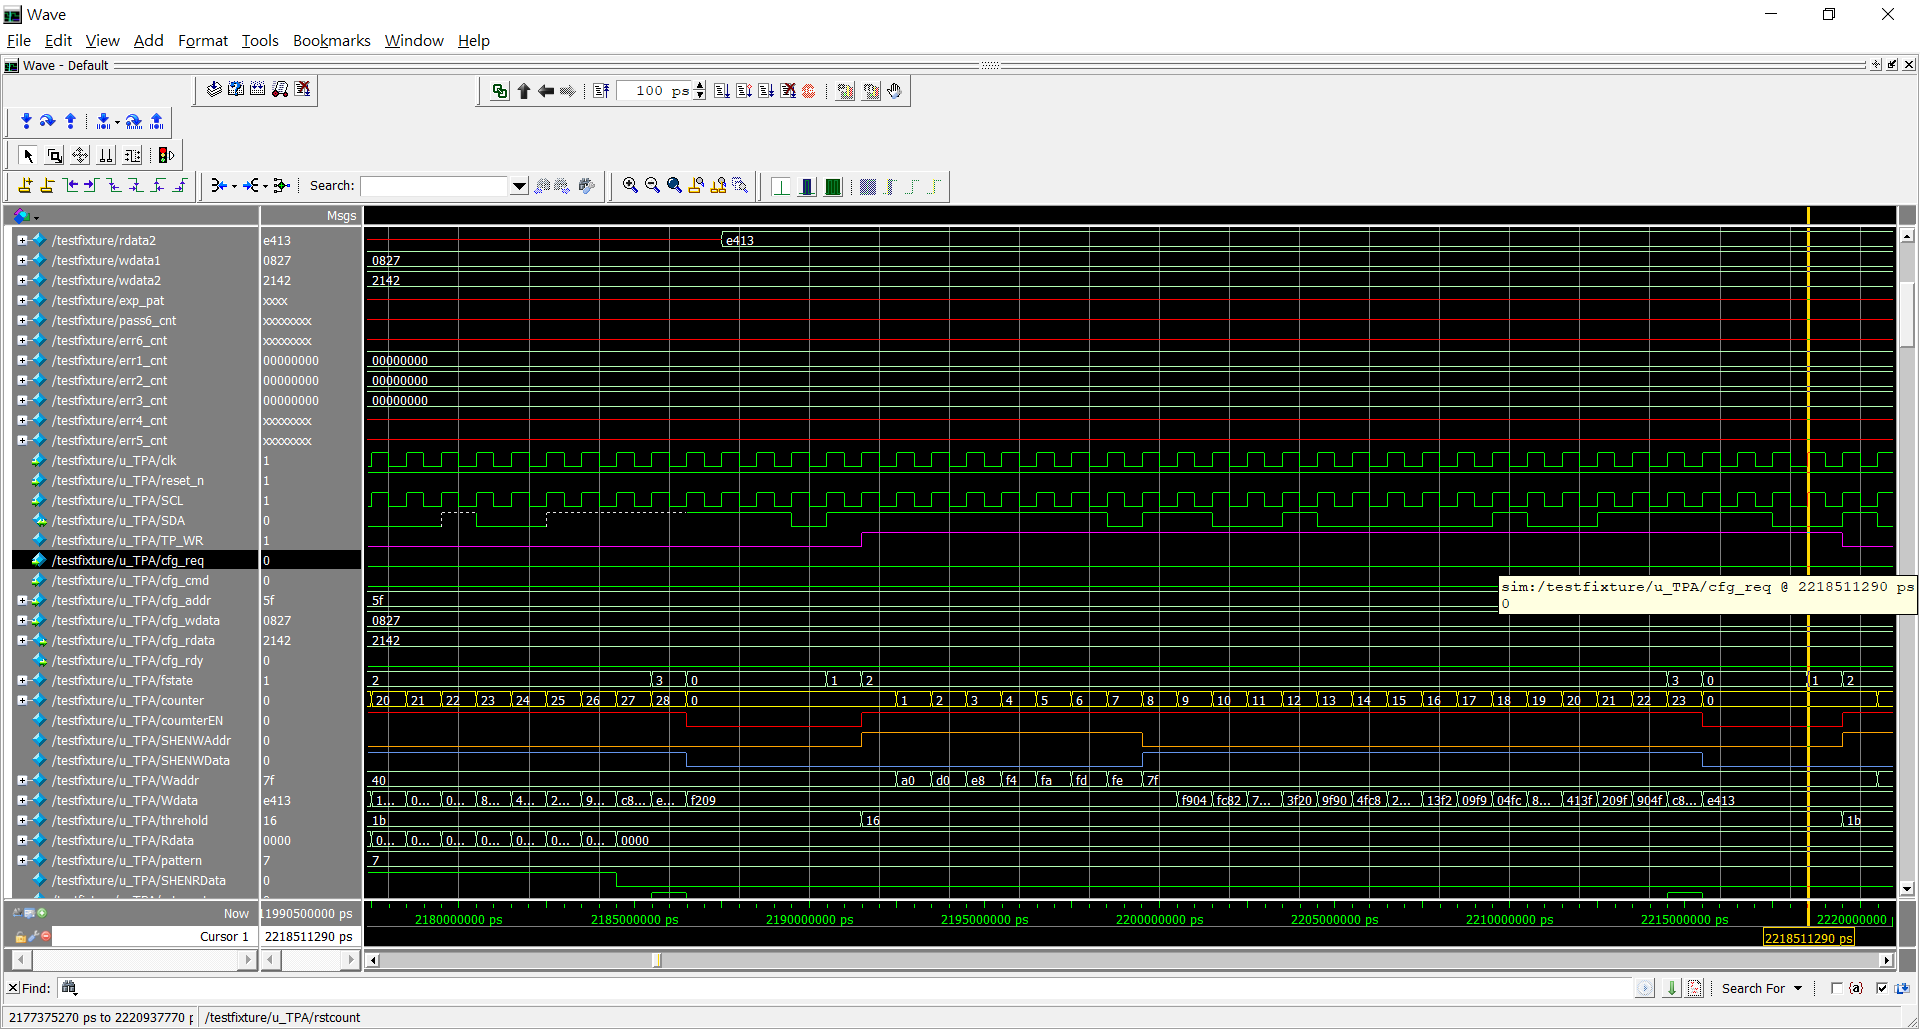 Wave
File Edit View Add Format Tools Bookmarks Window Help
Wave - Default
100 ps
Search:
Msgs
/testfixture/rdata2 e413 e413
/testfixture/wdata1 0827 0827
/testfixture/wdata2 2142 2142
/testfixture/exp_pat xxxx
/testfixture/pass6_cnt xxxxxxxx
/testfixture/err6_cnt xxxxxxxx
/testfixture/err1_cnt 00000000 00000000
/testfixture/err2_cnt 00000000 00000000
/testfixture/err3_cnt 00000000 00000000
/testfixture/err4_cnt xxxxxxxx
/testfixture/err5_cnt xxxxxxxx
/testfixture/u_TPA/clk 1
/testfixture/u_TPA/reset_n 1
/testfixture/u_TPA/SCL 1
/testfixture/u_TPA/SDA 0
/testfixture/u_TPA/TP_WR 1
/testfixture/u_TPA/cfg_req 0
/testfixture/u_TPA/cfg_cmd 0
sim:/testfixture/u_TPA/cfg_req @ 2218511290 ps
0
/testfixture/u_TPA/cfg_addr 5f 5f
/testfixture/u_TPA/cfg_wdata 0827 0827
/testfixture/u_TPA/cfg_rdata 2142 2142
/testfixture/u_TPA/cfg_rdy 0
/testfixture/u_TPA/fstate 1 2 3 0 1 2 3 0 1 2
/testfixture/u_TPA/counter 0 20 21 22 23 24 25 26 27 28 0 1 2 3 4 5 6 7 8 9 10 11 12 13 14 15 16 17 18 19 20 21 22 23 0
/testfixture/u_TPA/counterEN 0
/testfixture/u_TPA/SHENWAddr 0
/testfixture/u_TPA/SHENWData 0
/testfixture/u_TPA/Waddr 7f 40 a0 d0 e8 f4 fa fd fe 7f
/testfixture/u_TPA/Wdata e413 1... 0... 0... 8... 4... 2... 9... c8... e... f209 f904 fc82 7... 3f20 9f90 4fc8 2... 13f2 09f9 04fc 8... 413f 209f 904f c8... e413
/testfixture/u_TPA/threhold 16 1b 16 1b
/testfixture/u_TPA/Rdata 0000 0... 0... 0... 0... 0... 0... 0... 0000
/testfixture/u_TPA/pattern 7 7
/testfixture/u_TPA/SHENRData 0
Now 11990500000 ps
2180000000 ps 2185000000 ps 2190000000 ps 2195000000 ps 2200000000 ps 2205000000 ps 2210000000 ps 2215000000 ps 2220000000
Cursor 1 2218511290 ps 2218511290 ps
Find: Search For {a}
2177375270 ps to 2220937770 p /testfixture/u_TPA/rstcount